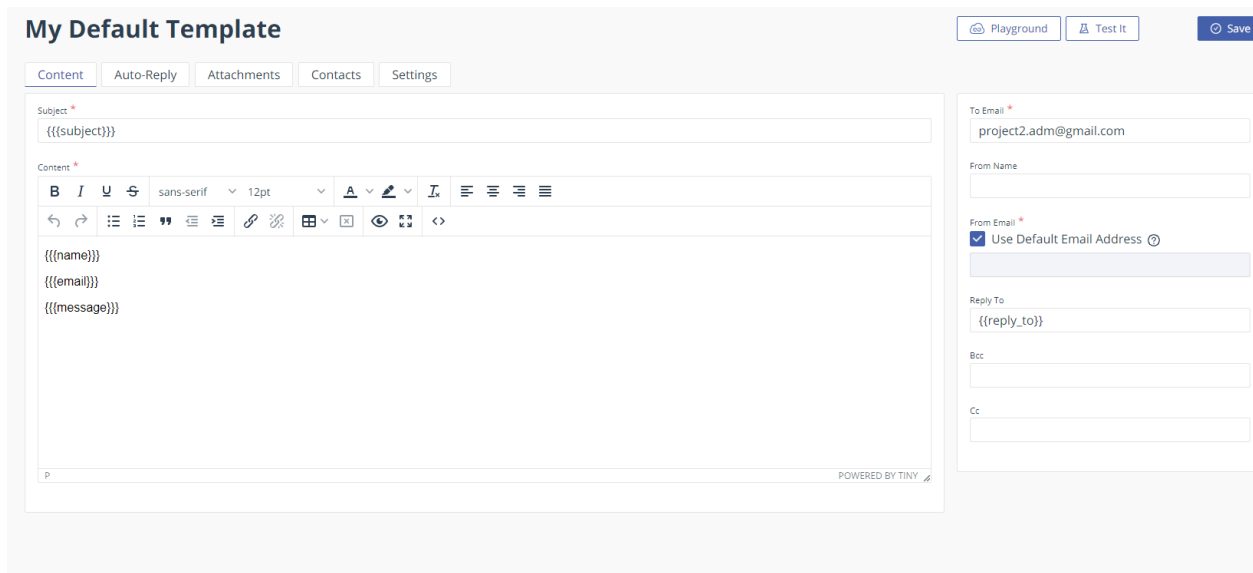 My Default Template
Playground
Test It
Save
Content
Auto-Reply
Attachments
Contacts
Settings
Subject *
{{{subject}}}
Content *
B I U S sans-serif 12pt A
{{{name}}}
{{{email}}}
{{{message}}}
P
POWERED BY TINY
To Email *
project2.adm@gmail.com
From Name
From Email *
Use Default Email Address
Reply To
{{reply_to}}
Bcc
Cc